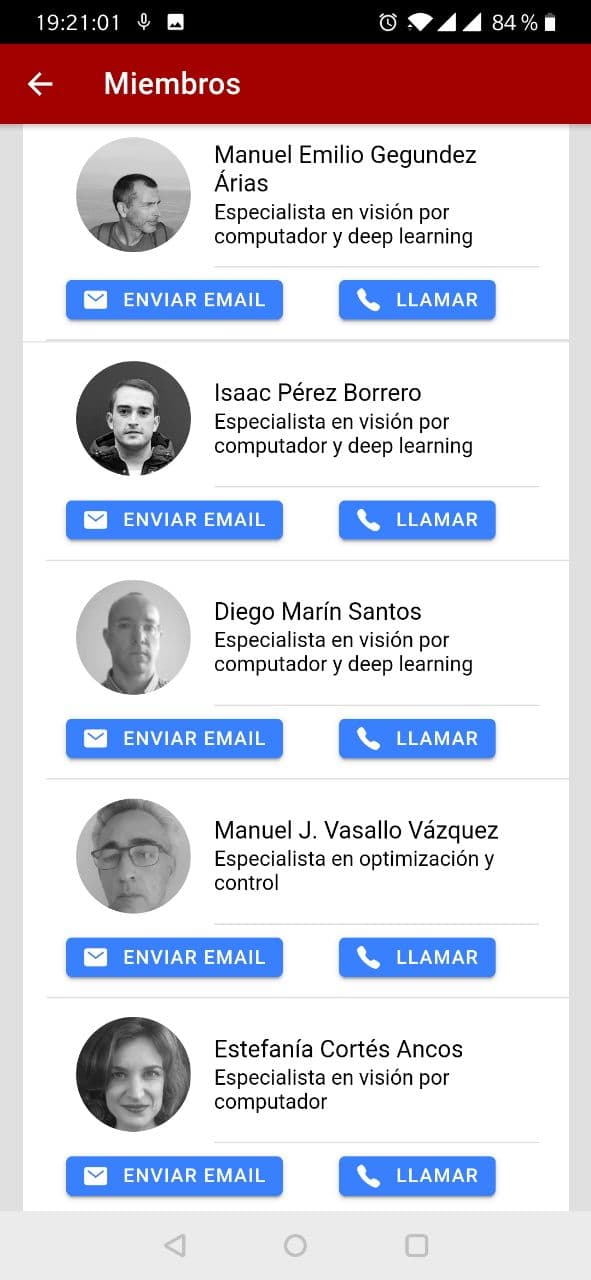 19:21:01 84 %
Miembros
Manuel Emilio Gegundez
Árias
Especialista en visión por
computador y deep learning
ENVIAR EMAIL LLAMAR
Isaac Pérez Borrero
Especialista en visión por
computador y deep learning
ENVIAR EMAIL LLAMAR
Diego Marín Santos
Especialista en visión por
computador y deep learning
ENVIAR EMAIL LLAMAR
Manuel J. Vasallo Vázquez
Especialista en optimización y
control
ENVIAR EMAIL LLAMAR
Estefanía Cortés Ancos
Especialista en visión por
computador
ENVIAR EMAIL LLAMAR